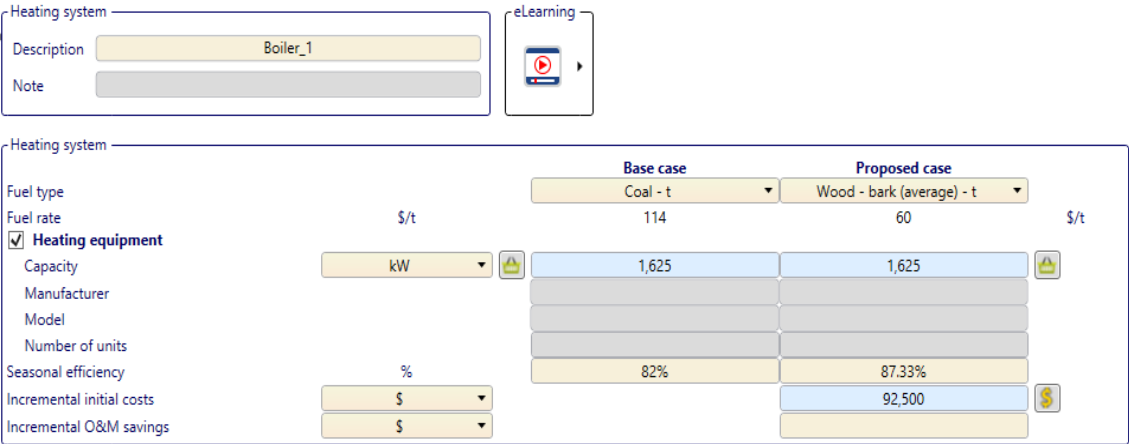 Heating system
eLearning
Description Boiler_1
Note
Heating system
Base case Proposed case
Fuel type Coal - t Wood - bark (average) - t
Fuel rate $/t 114 60 $/t
Heating equipment
Capacity kW 1,625 1,625
Manufacturer
Model
Number of units
Seasonal efficiency % 82% 87.33%
Incremental initial costs $ 92,500 $
Incremental O&M savings $